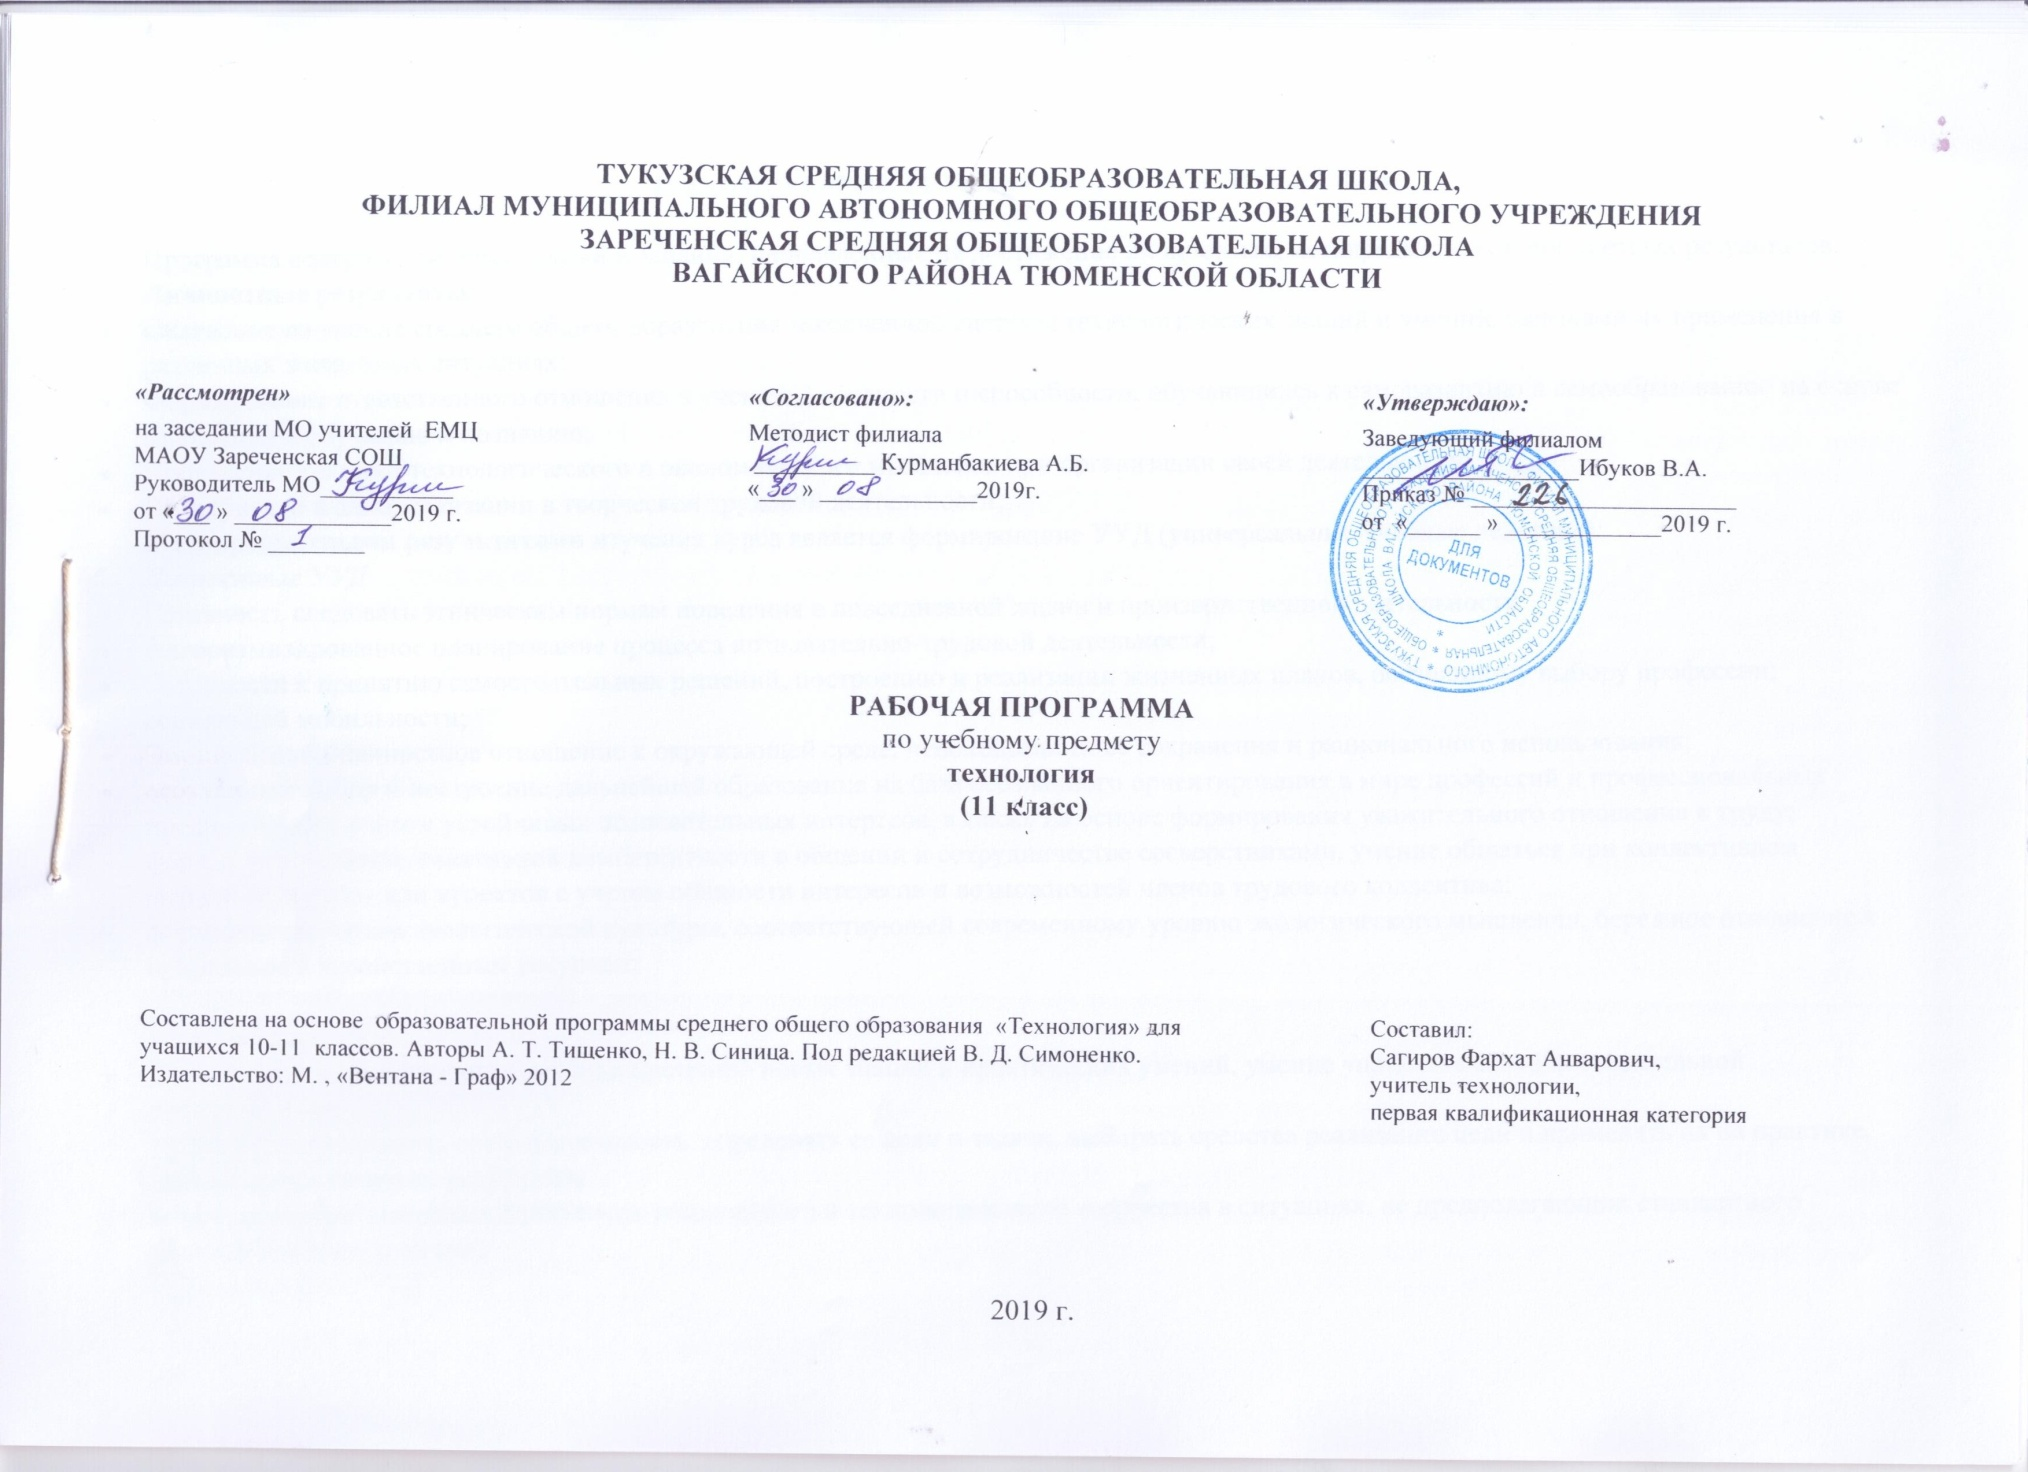 ТУКУЗСКАЯ СРЕДНЯЯ ОБЩЕОБРАЗОВАТЕЛЬНАЯ ШКОЛА,
ФИЛИАЛ МУНИЦИПАЛЬНОГО АВТОНОМНОГО ОБЩЕОБРАЗОВАТЕЛЬНОГО УЧРЕЖДЕНИЯ
ЗАРЕЧЕНСКАЯ СРЕДНЯЯ ОБЩЕОБРАЗОВАТЕЛЬНАЯ ШКОЛА
ВАГАЙСКОГО РАЙОНА ТЮМЕНСКОЙ ОБЛАСТИ
«Рассмотрен»
на заседании МО учителей ЕМЦ
МАОУ Зареченская СОШ
Руководитель МО
от «30» 08 2019 г.
Протокол № 1
«Согласовано»:
Методист филиала
Курманбакиева А.Б.
«30» 08 2019г.
«Утверждаю»:
Заведующий филиалом
Ибуков В.А.
Приказ № 226
от « » 2019 г.
ДЛЯ
ДОКУМЕНТОВ
РАБОЧАЯ ПРОГРАММА
по учебному предмету
технология
(11 класс)
Составлена на основе образовательной программы среднего общего образования «Технология» для
учащихся 10-11 классов. Авторы А. Т. Тищенко, Н. В. Синица. Под редакцией В. Д. Симоненко.
Издательство: М. , «Вентана - Граф» 2012
Составил:
Сагиров Фархат Анварович,
учитель технологии,
первая квалификационная категория
2019 г.